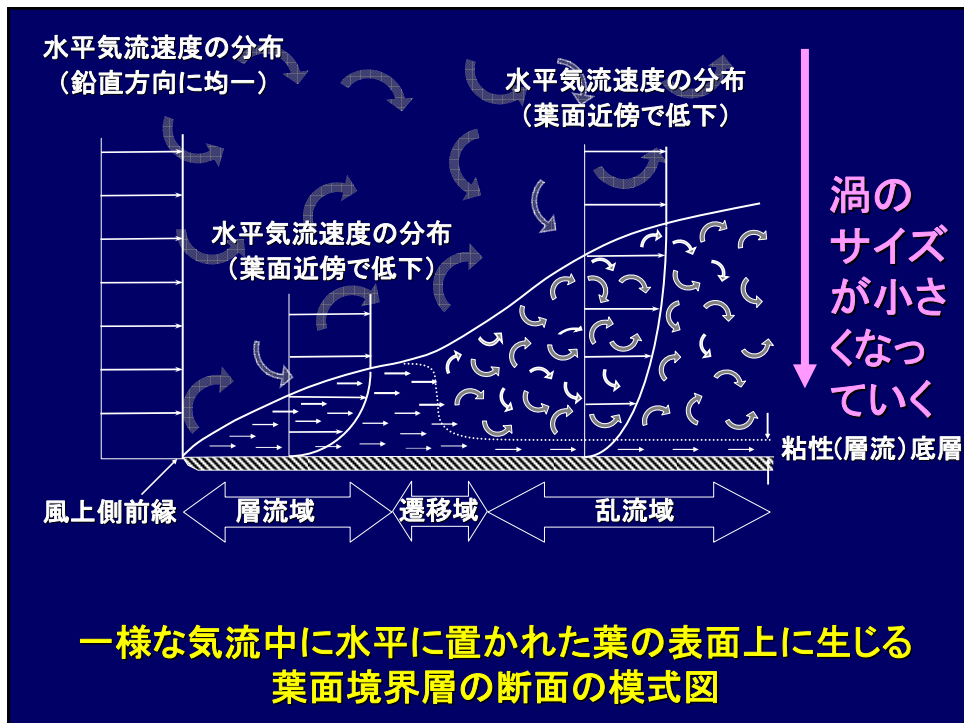 水平気流速度の分布
（鉛直方向に均一）
水平気流速度の分布
（葉面近傍で低下）
水平気流速度の分布
（葉面近傍で低下）
渦の
サイズ
が小さ
くなっ
ていく
粘性(層流）底層
風上側前縁
層流域
遷移域
乱流域
一様な気流中に水平に置かれた葉の表面上に生じる
葉面境界層の断面の模式図